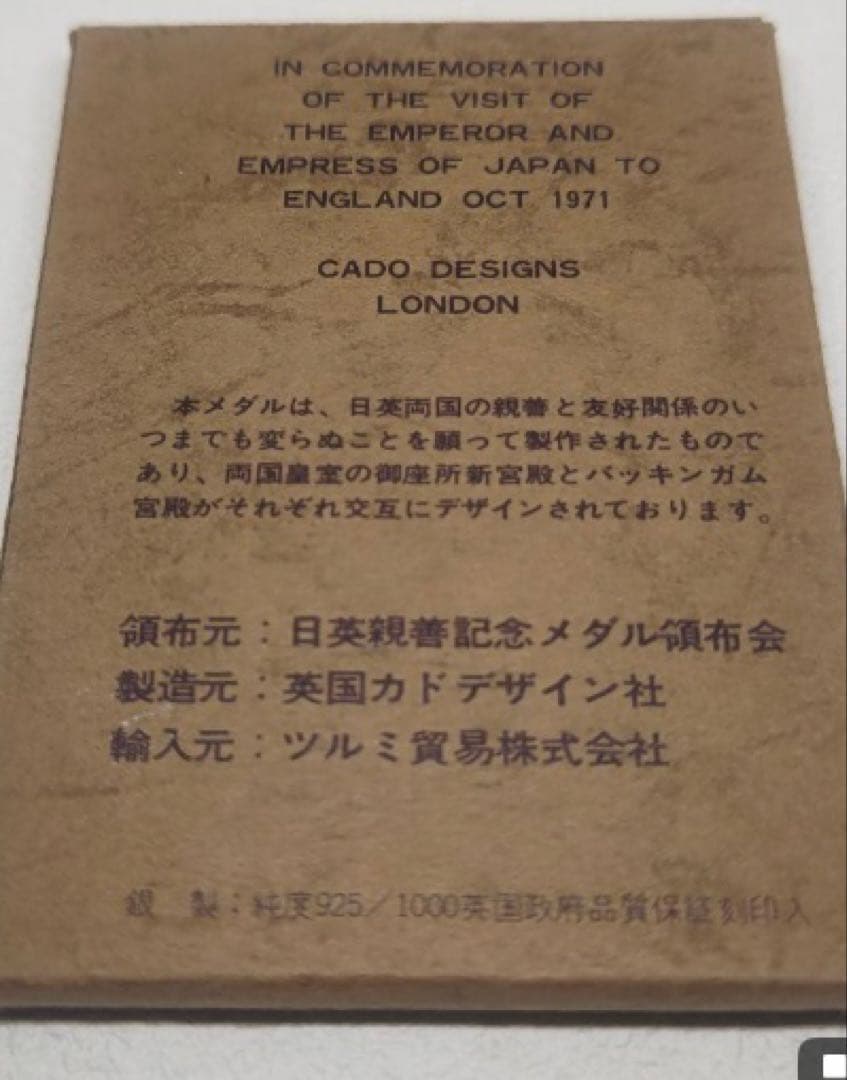 IN COMMEMORATION
OF THE VISIT OF
THE EMPEROR AND
EMPRESS OF JAPAN TO
ENGLAND OCT 1971
CADO DESIGNS
LONDON
本メダルは、日英両国の親善と友好関係のい
つまでも変らぬことを願って製作されたもので
あり、両国皇室の御座所新宮殿とバッキンガム
宮殿がそれぞれ交互にデザインされております。
領布元：日英親善記念メダル領布会
製造元：英国カドデザイン社
輸入元：ツルミ貿易株式会社
銀　製：純度925／1000英国政府品質保証刻印入